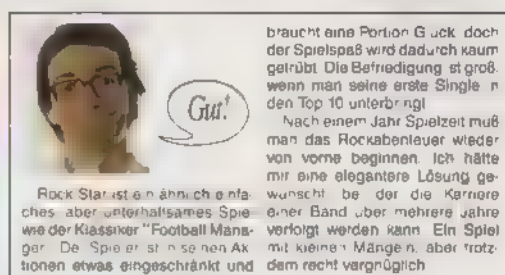 Gut!
Rock Star ist ein ähnlich einfa-
ches aber unterhaltsames Spiel
wie der Klassiker "Football Mana-
ger. Der Spieler ist in seinen Ak-
tionen etwas eingeschränkt und
braucht eine Portion Glück doch
der Spielspaß wird dadurch kaum
getrübt Die Befriedigung ist groß.
wenn man seine erste Single in
den Top 10 unterbringt
Nach einem Jahr Spielzeit muß
man das Rockabenteuer wieder
von vorne beginnen. Ich hätte
mir eine elegantere Lösung ge-
wünscht bei der die Karriere
einer Band über mehrere Jahre
verfolgt werden kann Ein Spiel
mit kleinen Mängeln, aber trotz-
dem recht vergnüglich